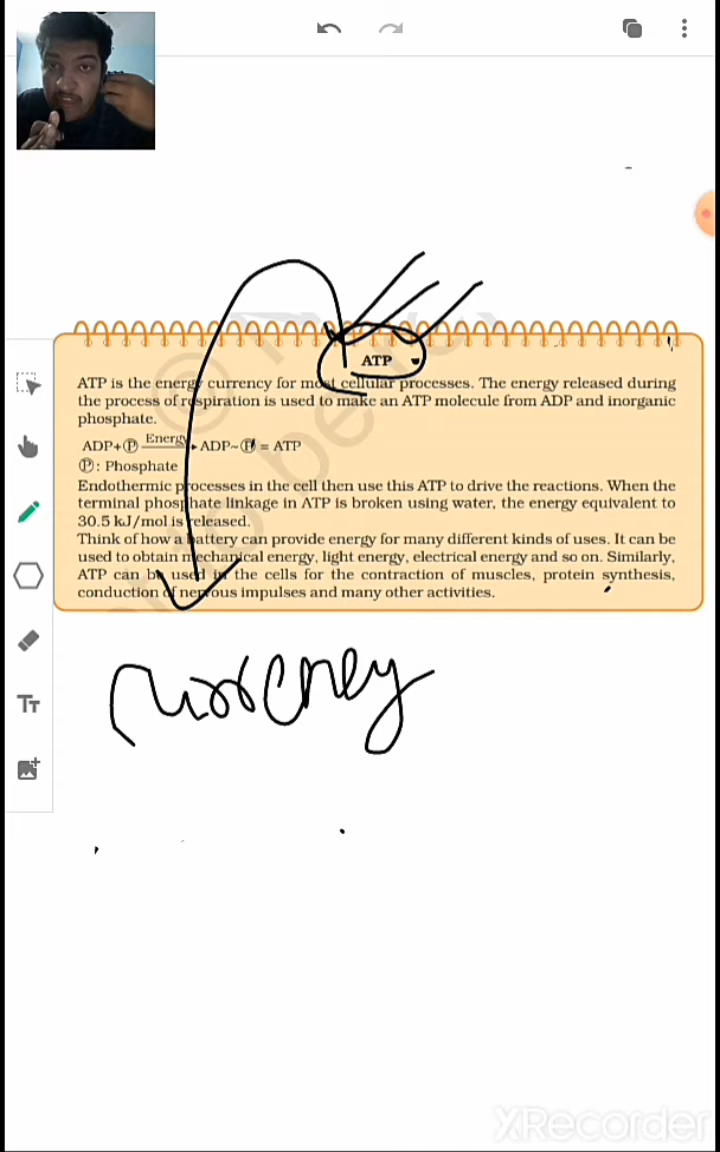 ATP
ATP is the energy currency for most cellular processes. The energy released during
the process of respiration is used to make an ATP molecule from ADP and inorganic
phosphate.
ADP+Ⓟ Energy ADP~Ⓟ = ATP
Ⓟ: Phosphate
Endothermic processes in the cell then use this ATP to drive the reactions. When the
terminal phosphate linkage in ATP is broken using water, the energy equivalent to
30.5 kJ/mol is released.
Think of how a battery can provide energy for many different kinds of uses. It can be
used to obtain mechanical energy, light energy, electrical energy and so on. Similarly,
ATP can be used in the cells for the contraction of muscles, protein synthesis,
conduction of nervous impulses and many other activities.
TT
XRecorder